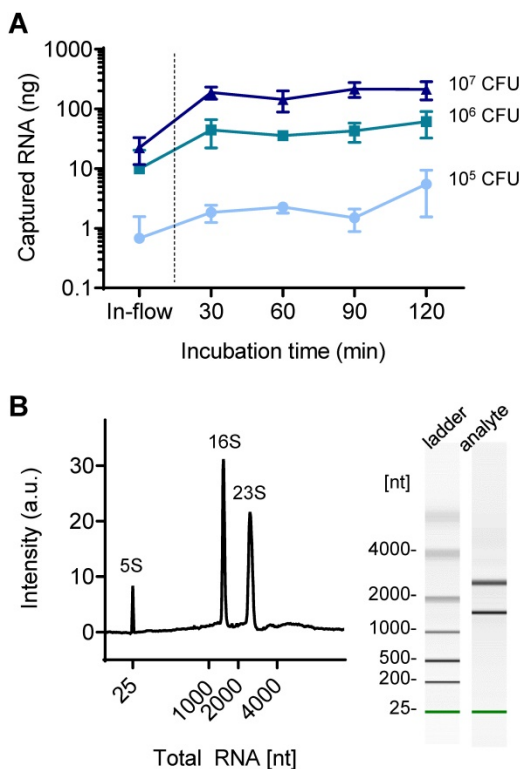 A
Captured RNA (ng)
1000
100
10
1
0.1
10⁷ CFU
10⁶ CFU
10⁵ CFU
In-flow 30 60 90 120
Incubation time (min)
B
Intensity (a.u.)
30
20
10
0
5S
16S
23S
25 1000 2000 4000
Total RNA [nt]
ladder analyte
[nt]
4000-
2000-
1000-
500-
200-
25-